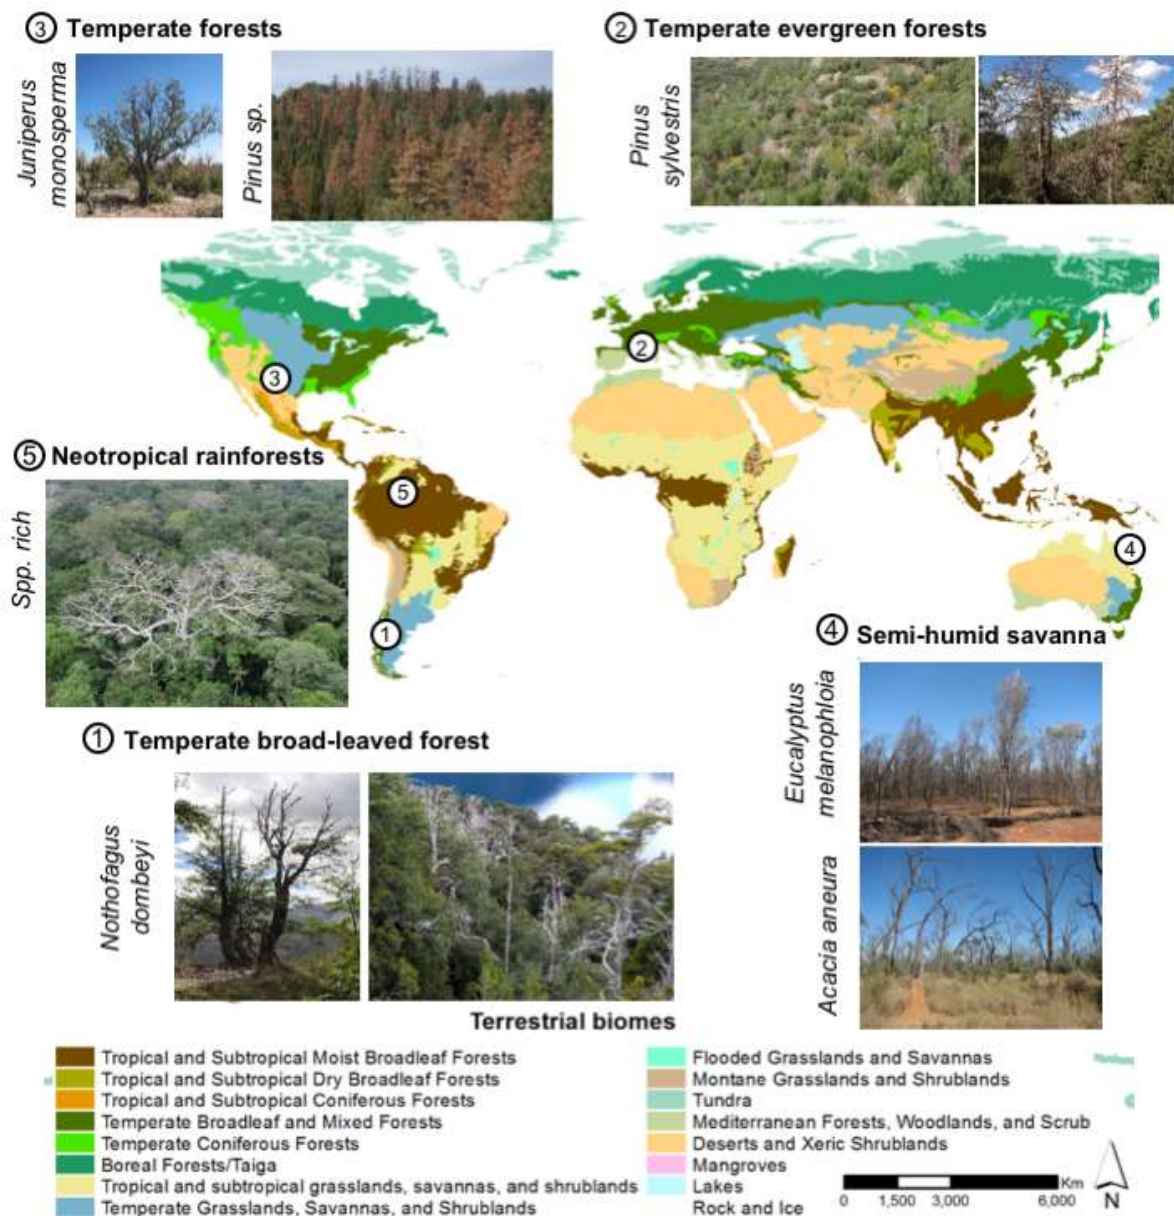 ③ Temperate forests
② Temperate evergreen forests
Juniperus
monosperma
Pinus sp.
Pinus
sylvestris
③
②
⑤ Neotropical rainforests
⑤
Spp. rich
④
①
④ Semi-humid savanna
Eucalyptus
melanophloia
① Temperate broad-leaved forest
Nothofagus
dombeyi
Acacia aneura
Terrestrial biomes
Tropical and Subtropical Moist Broadleaf Forests
Tropical and Subtropical Dry Broadleaf Forests
Tropical and Subtropical Coniferous Forests
Temperate Broadleaf and Mixed Forests
Temperate Coniferous Forests
Boreal Forests/Taiga
Tropical and subtropical grasslands, savannas, and shrublands
Temperate Grasslands, Savannas, and Shrublands
Flooded Grasslands and Savannas
Montane Grasslands and Shrublands
Tundra
Mediterranean Forests, Woodlands, and Scrub
Deserts and Xeric Shrublands
Mangroves
Lakes
Rock and Ice
Km
0 1,500 3,000 6,000
N